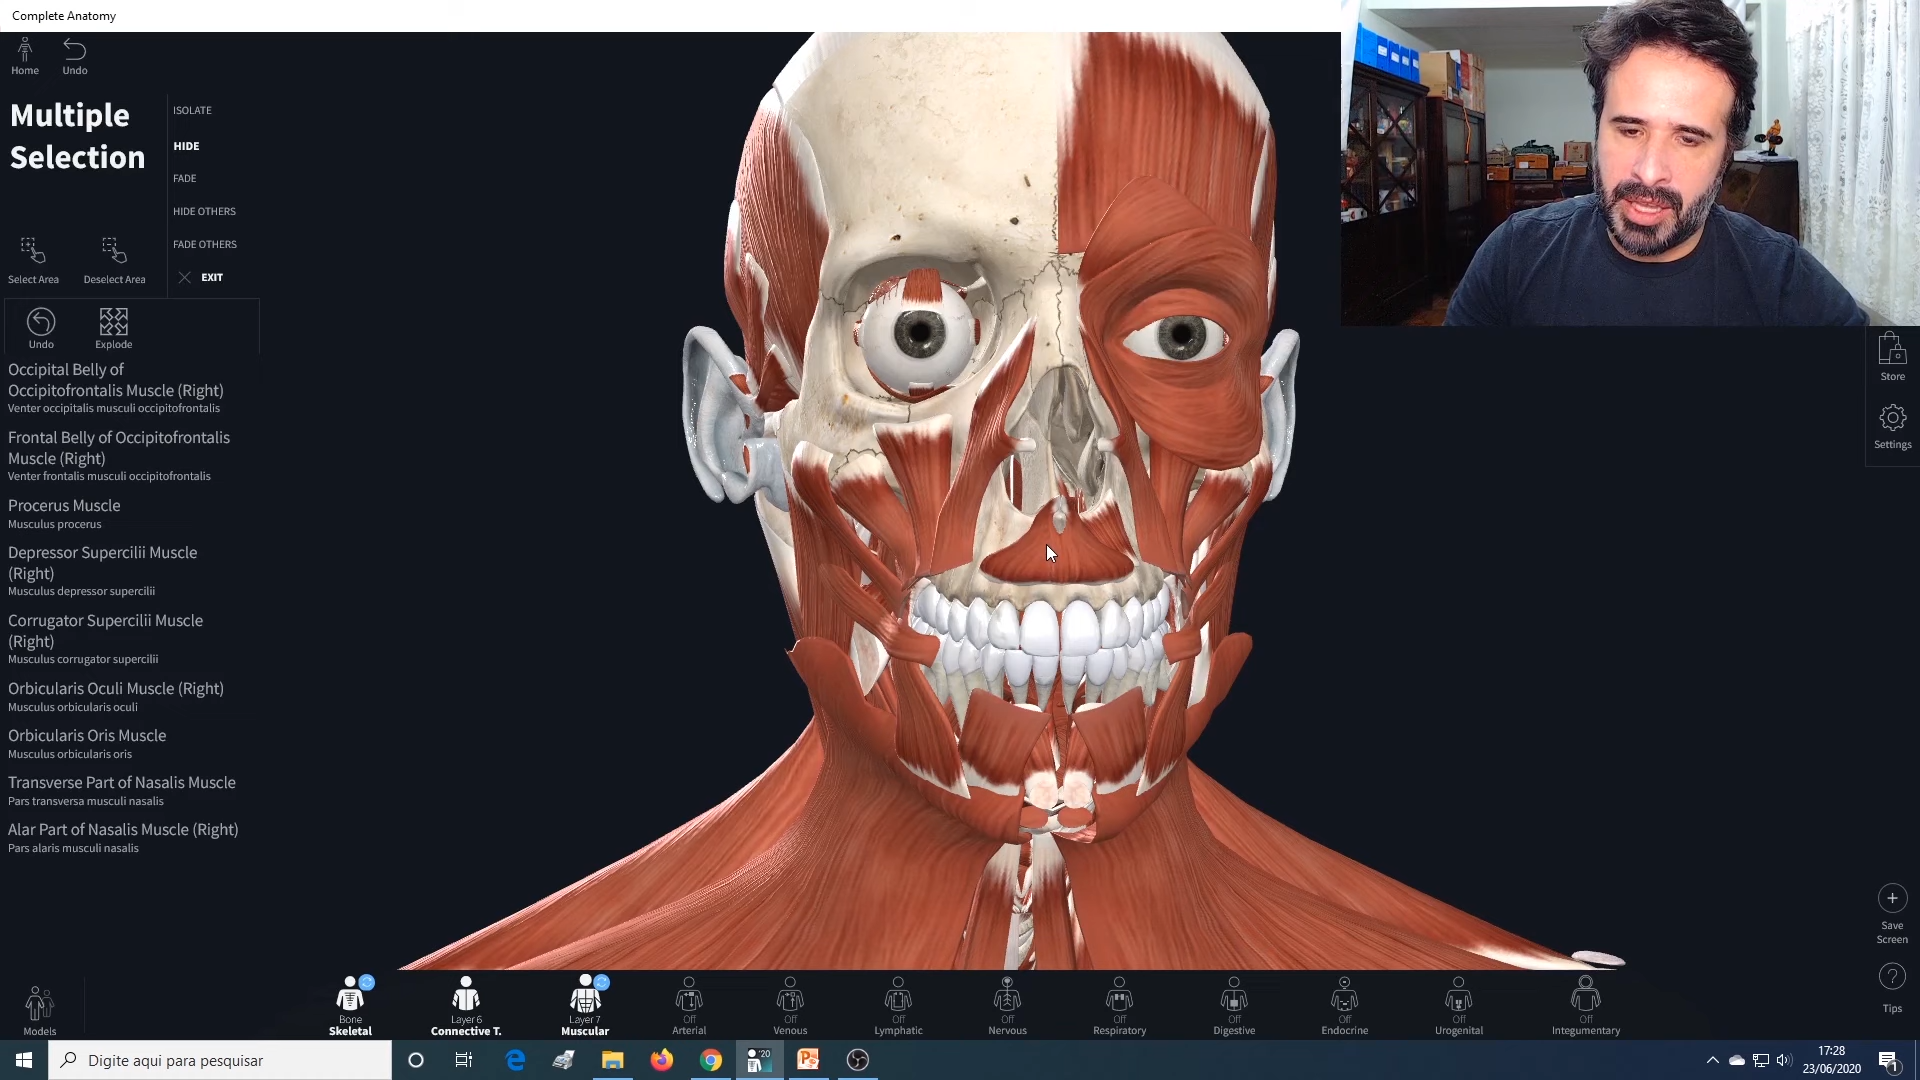 Complete Anatomy
Home
Undo
Multiple
Selection
ISOLATE
HIDE
FADE
HIDE OTHERS
FADE OTHERS
EXIT
Select Area
Deselect Area
Undo
Explode
Occipital Belly of
Occipitofrontalis Muscle (Right)
Venter occipitalis musculi occipitofrontalis
Frontal Belly of Occipitofrontalis
Muscle (Right)
Venter frontalis musculi occipitofrontalis
Procerus Muscle
Musculus procerus
Depressor Supercilii Muscle
(Right)
Musculus depressor supercilii
Corrugator Supercilii Muscle
(Right)
Musculus corrugator supercilii
Orbicularis Oculi Muscle (Right)
Musculus orbicularis oculi
Orbicularis Oris Muscle
Musculus orbicularis oris
Transverse Part of Nasalis Muscle
Pars transversa musculi nasalis
Alar Part of Nasalis Muscle (Right)
Pars alaris musculi nasalis
Store
Settings
Save
Screen
Tips
Models
Bone
Skeletal
Layer 6
Connective T.
Layer 7
Muscular
Off
Arterial
Off
Venous
Off
Lymphatic
Off
Nervous
Off
Respiratory
Off
Digestive
Off
Endocrine
Off
Urogenital
Off
Integumentary
Digite aqui para pesquisar
'20
17:28
23/06/2020
1